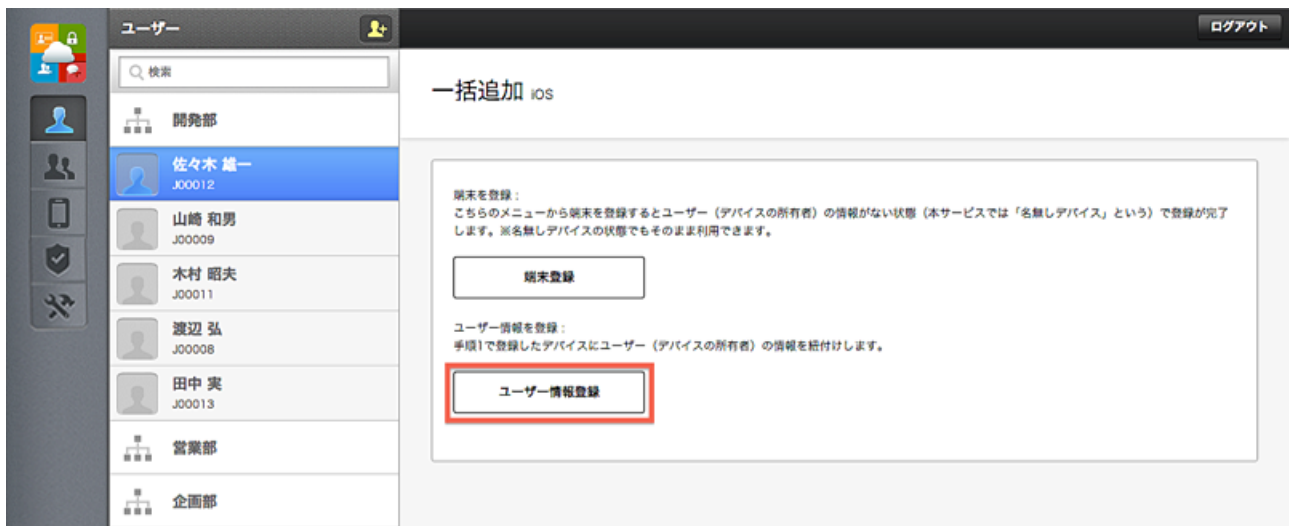 ユーザー
ログアウト
検索
一括追加 iOS
開発部
佐々木 雄一
J00012
山崎 和男
J00009
木村 昭夫
J00011
渡辺 弘
J00008
田中 実
J00013
営業部
企画部
端末を登録：
こちらのメニューから端末を登録するとユーザー（デバイスの所有者）の情報がない状態（本サービスでは「名無しデバイス」という）で登録が完了
します。※名無しデバイスの状態でもそのまま利用できます。
端末登録
ユーザー情報を登録：
手順1で登録したデバイスにユーザー（デバイスの所有者）の情報を紐付けします。
ユーザー情報登録